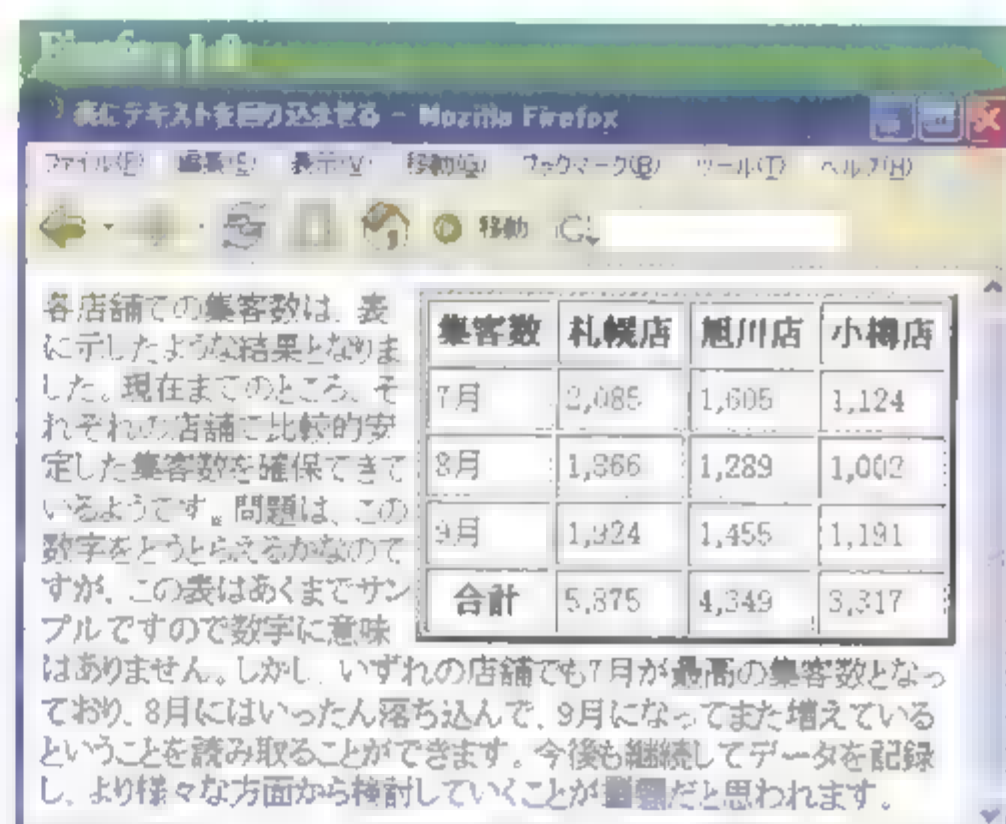 Firefox 1.0
表にテキストを回り込ませる - Mozilla Firefox
ファイル(F) 編集(E) 表示(V) 移動(G) ブックマーク(B) ツール(T) ヘルプ(H)
移動
各店舗での集客数は、表
に示したような結果となりま
した。現在までのところ、そ
れぞれの店舗で比較的安
定した集客数を確保できて
いるようです。問題は、この
数字をどうとらえるかなので
すが、この表はあくまでサン
プルですので数字に意味
はありません。しかし、いずれの店舗でも7月が最高の集客数となっ
ており、8月にはいったん落ち込んで、9月になってまた増えている
ということを読み取ることができます。今後も継続してデータを記録
し、より様々な方面から検討していくことが だと思われます。
集客数 札幌店 旭川店 小樽店
7月 2,085 1,605 1,124
8月 1,866 1,289 1,002
9月 1,924 1,455 1,191
合計 5,875 4,349 3,317